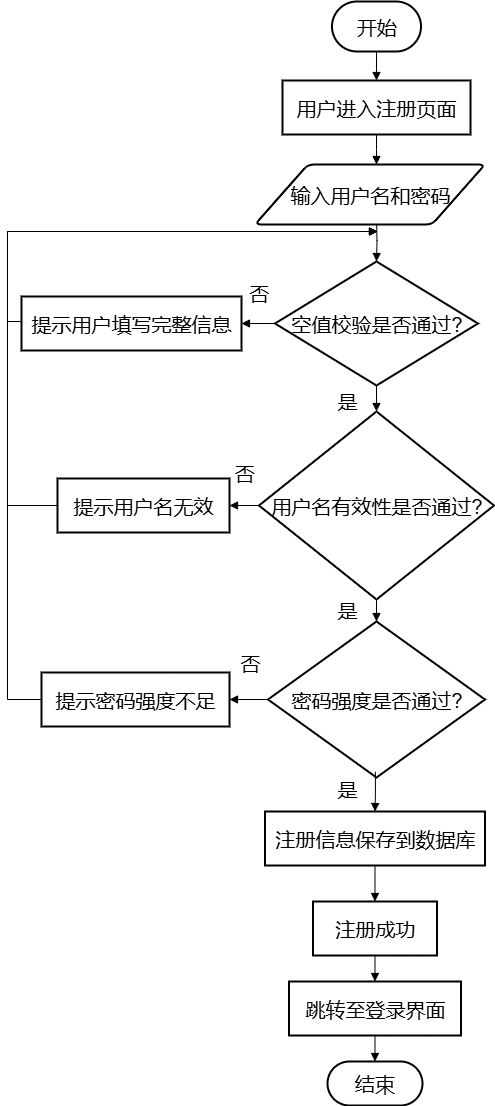 开始
用户进入注册页面
输入用户名和密码
否
提示用户填写完整信息
空值校验是否通过？
是
否
提示用户名无效
用户名有效性是否通过？
是
否
提示密码强度不足
密码强度是否通过？
是
注册信息保存到数据库
注册成功
跳转至登录界面
结束